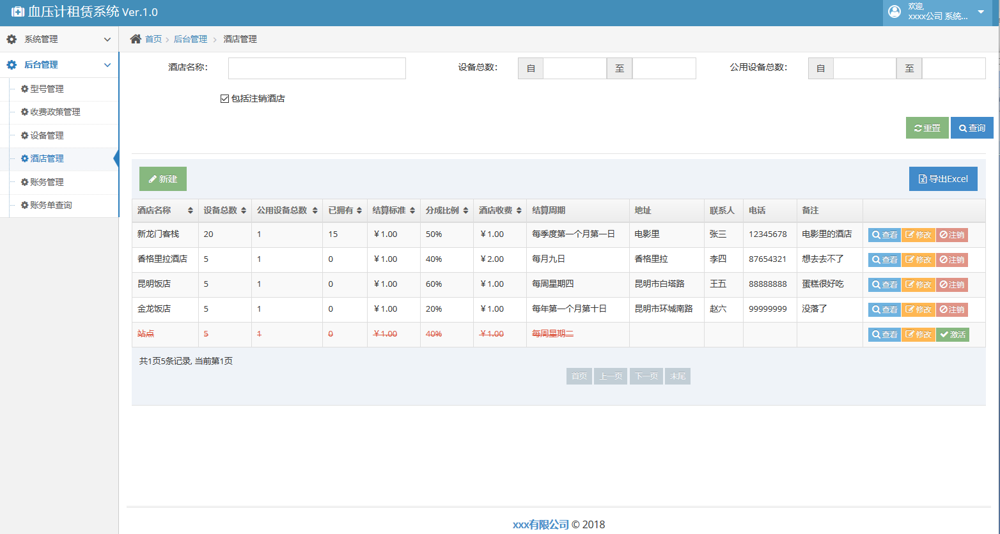 血压计租赁系统 Ver.1.0
欢迎,
xxxx公司 系统...
系统管理
后台管理
型号管理
收费政策管理
设备管理
酒店管理
账务管理
账务单查询
首页 > 后台管理 > 酒店管理
酒店名称: 设备总数: 自 至 公用设备总数: 自 至
包括注销酒店
重置 查询
新建 导出Excel
酒店名称 设备总数 公用设备总数 已拥有 结算标准 分成比例 酒店收费 结算周期 地址 联系人 电话 备注
新龙门客栈 20 1 15 ¥1.00 50% ¥1.00 每季度第一个月第一日 电影里 张三 12345678 电影里的酒店 查看 修改 注销
香格里拉酒店 5 1 0 ¥1.00 40% ¥2.00 每月九日 香格里拉 李四 87654321 想去去不了 查看 修改 注销
昆明饭店 5 1 0 ¥1.00 60% ¥1.00 每周星期四 昆明市白塔路 王五 88888888 蛋糕很好吃 查看 修改 注销
金龙饭店 5 1 0 ¥1.00 20% ¥1.00 每年第一个月第十日 昆明市环城南路 赵六 99999999 没落了 查看 修改 注销
站点 5 1 0 ¥1.00 40% ¥1.00 每周星期二 查看 修改 激活
共1页5条记录, 当前第1页
首页 上一页 下一页 末尾
xxx有限公司 © 2018